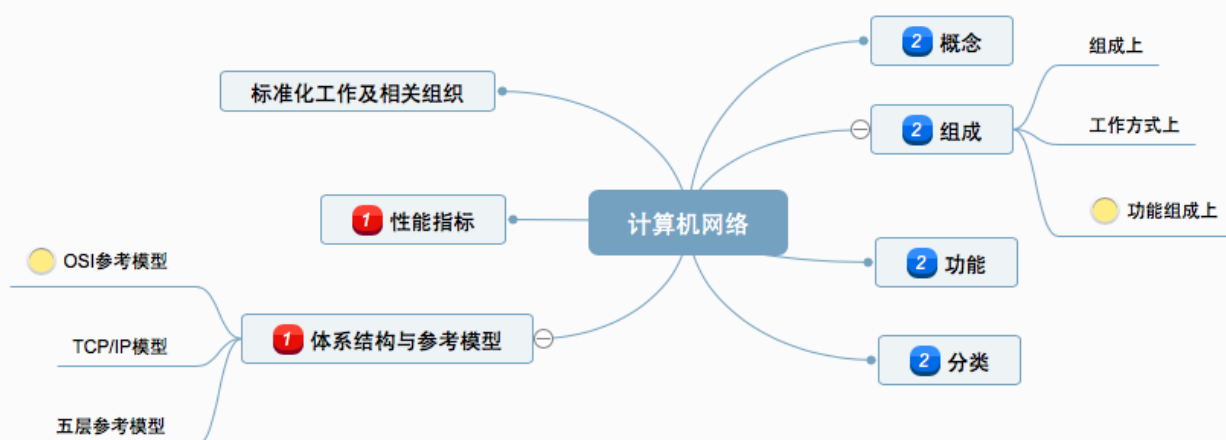 计算机网络
2 概念
2 组成
组成上
工作方式上
功能组成上
2 功能
2 分类
标准化工作及相关组织
1 性能指标
1 体系结构与参考模型
OSI参考模型
TCP/IP模型
五层参考模型